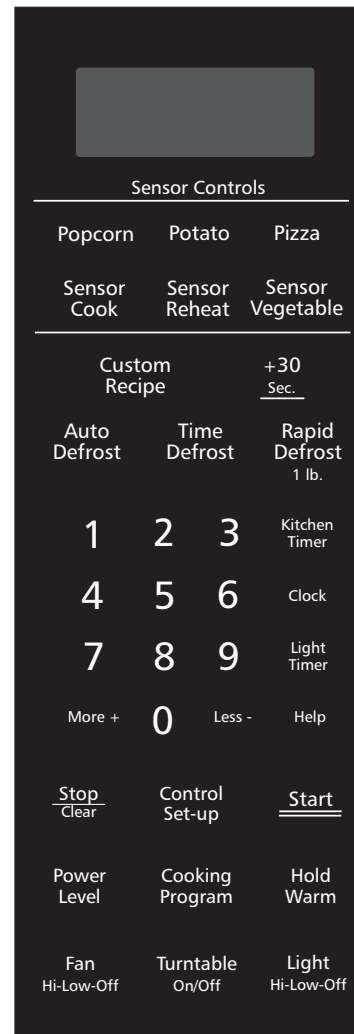 Sensor Controls
Popcorn Potato Pizza
Sensor Cook
Sensor Reheat
Sensor Vegetable
Custom Recipe
+30 Sec.
Auto Defrost
Time Defrost
Rapid Defrost 1 lb.
1 2 3 Kitchen Timer
4 5 6 Clock
7 8 9 Light Timer
More + 0 Less - Help
Stop Clear
Control Set-up
Start
Power Level
Cooking Program
Hold Warm
Fan Hi-Low-Off
Turntable On/Off
Light Hi-Low-Off